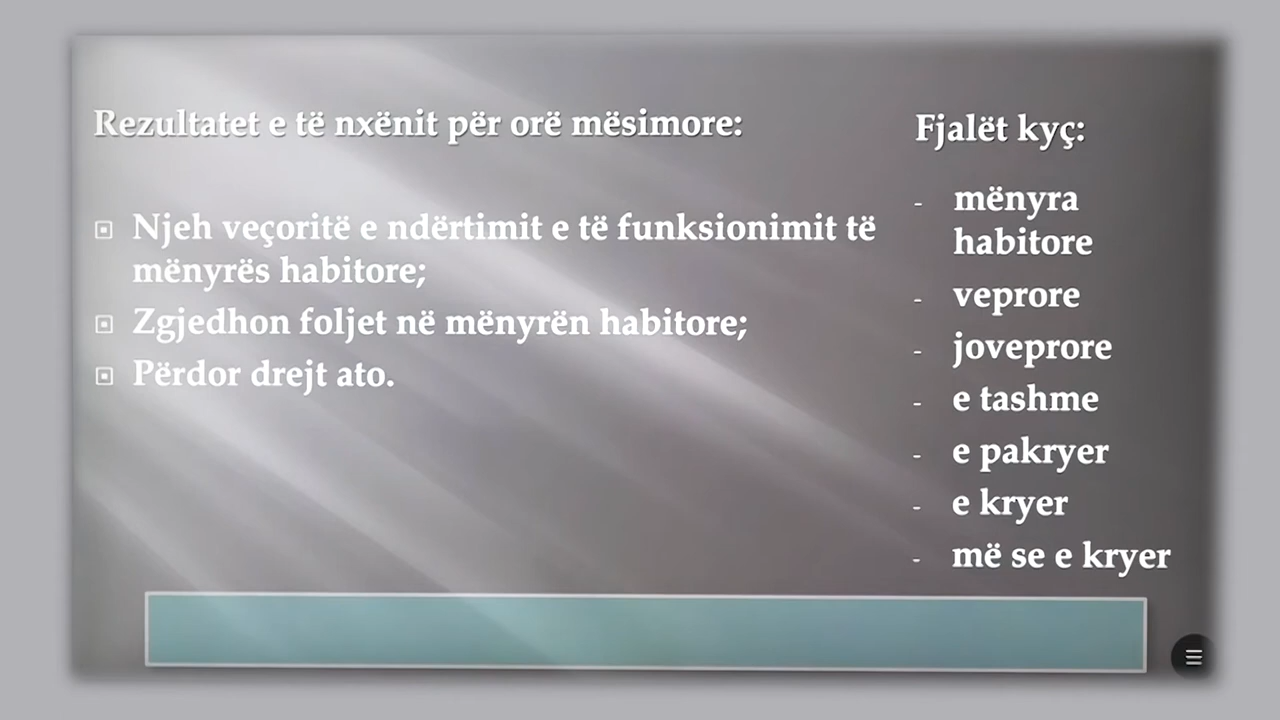 Rezultatet e të nxënit për orë mësimore:
Njeh veçoritë e ndërtimit e të funksionimit të
mënyrës habitore;
Zgjedhon foljet në mënyrën habitore;
Përdor drejt ato.
Fjalët kyç:
- mënyra
habitore
- veprore
- joveprore
- e tashme
- e pakryer
- e kryer
- më se e kryer